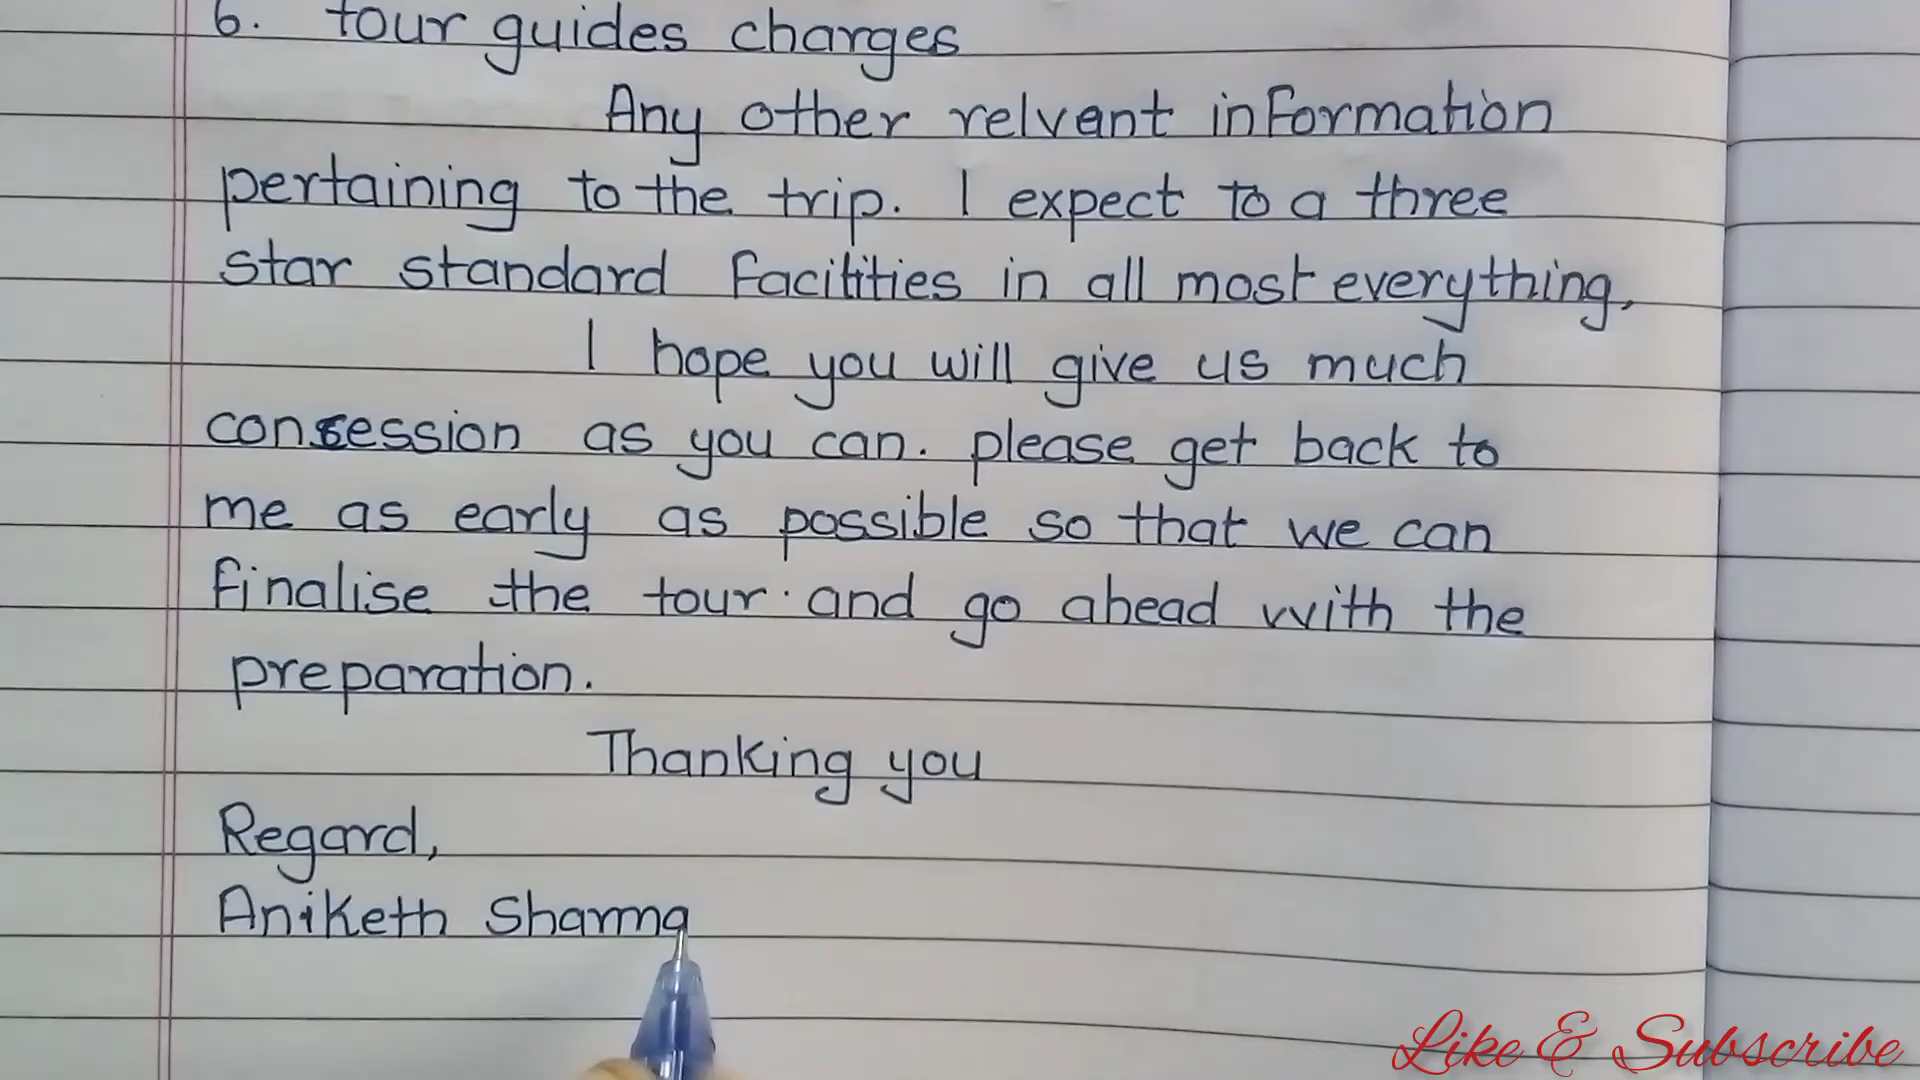 6. tour guides charges
Any other relvant information
pertaining to the trip. I expect to a three
star standard facilities in all most everything,
I hope you will give us much
consession as you can. please get back to
me as early as possible so that we can
finalise the tour and go ahead with the
preparation.
Thanking you
Regard,
Aniketh Sharma
Like & Subscribe